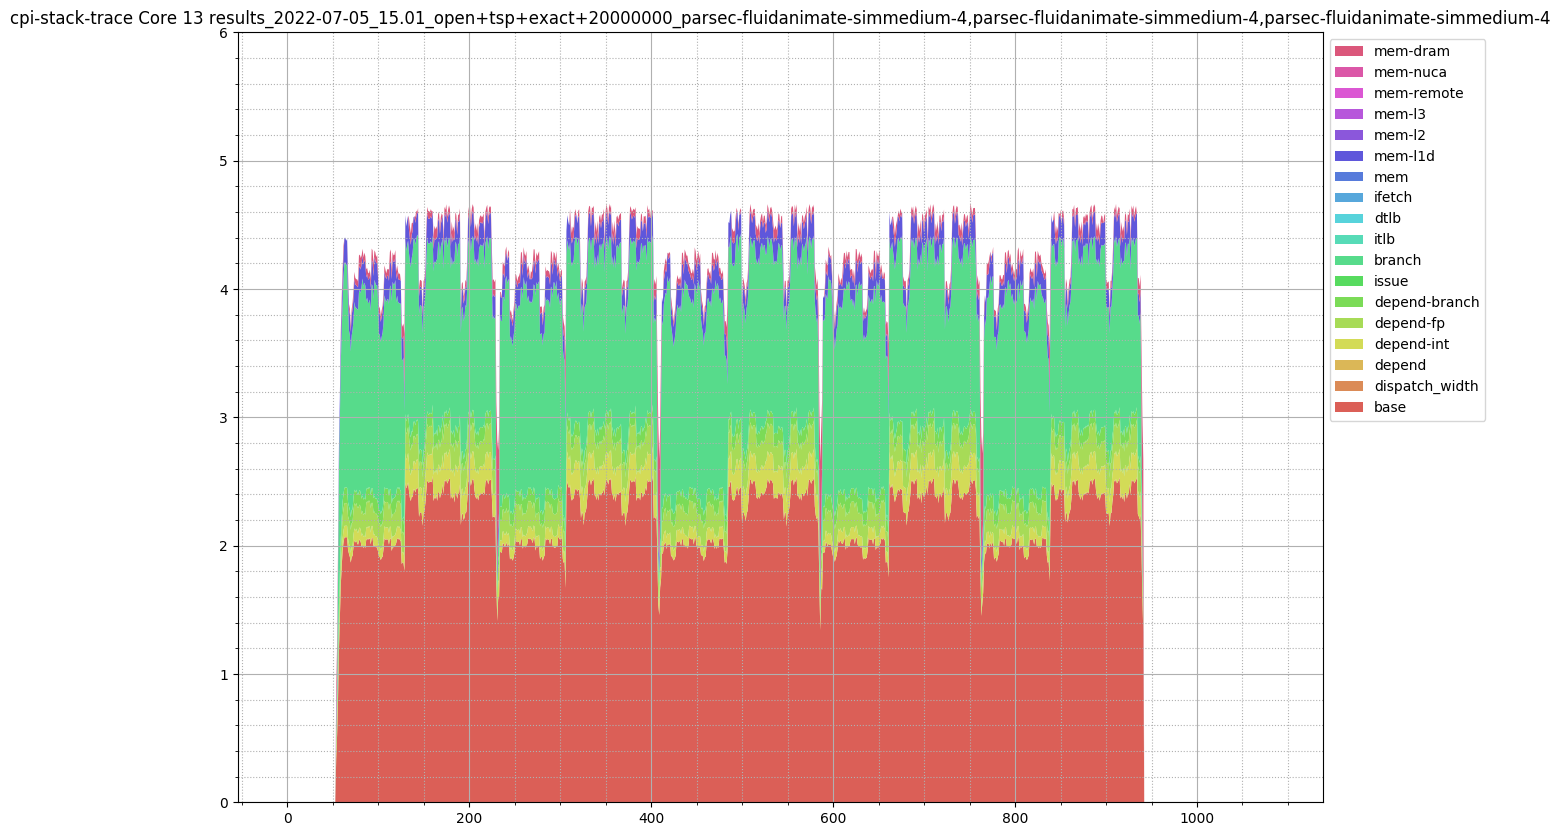 cpi-stack-trace Core 13 results_2022-07-05_15.01_open+tsp+exact+20000000_parsec-fluidanimate-simmedium-4,parsec-fluidanimate-simmedium-4,parsec-fluidanimate-simmedium-4
6
5
4
3
2
1
0
0 200 400 600 800 1000
mem-dram
mem-nuca
mem-remote
mem-l3
mem-l2
mem-l1d
mem
ifetch
dtlb
itlb
branch
issue
depend-branch
depend-fp
depend-int
depend
dispatch_width
base